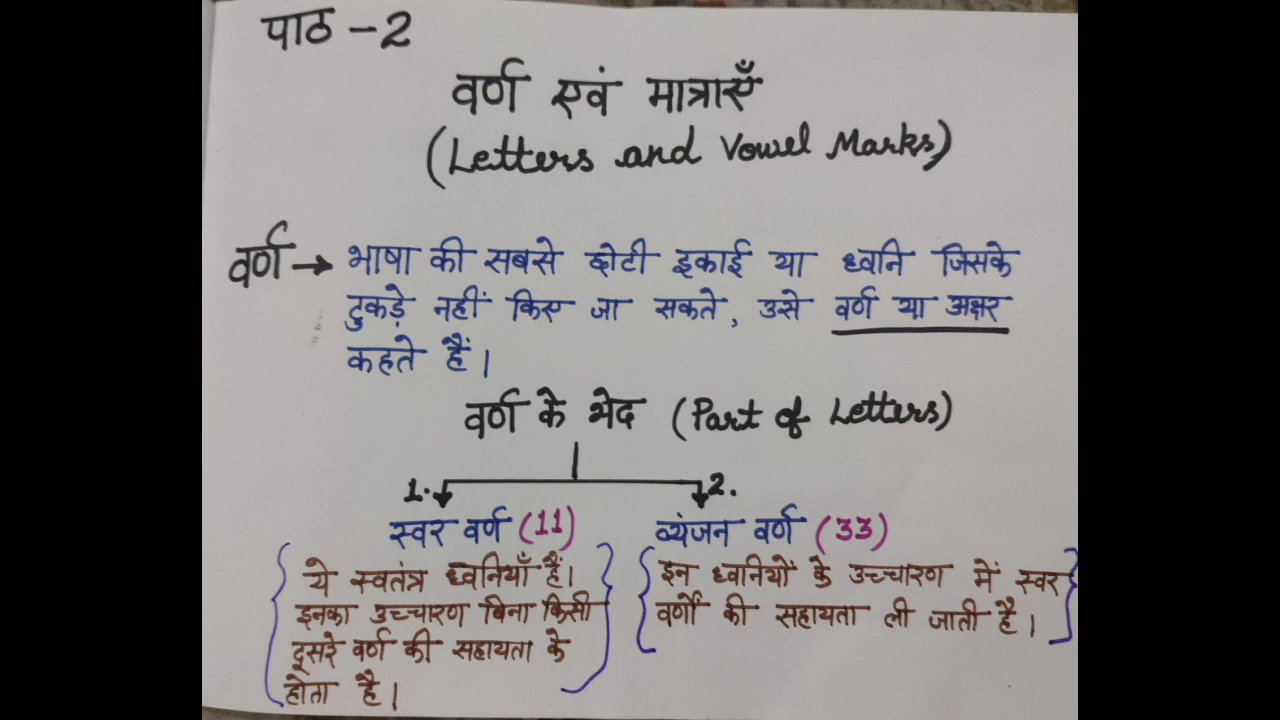 पाठ - 2
वर्ण एवं मात्राएँ
(Letters and Vowel Marks)
वर्ण → भाषा की सबसे छोटी इकाई या ध्वनि जिसके
टुकड़े नहीं किए जा सकते, उसे वर्ण या अक्षर
कहते हैं।
वर्ण के भेद (Part of Letters)
1. 2.
स्वर वर्ण (11) व्यंजन वर्ण (33)
{ ये स्वतंत्र ध्वनियाँ हैं।
इनका उच्चारण बिना किसी
दूसरे वर्ण की सहायता के
होता है। }
{ इन ध्वनियों के उच्चारण में स्वर
वर्णों की सहायता ली जाती है। }